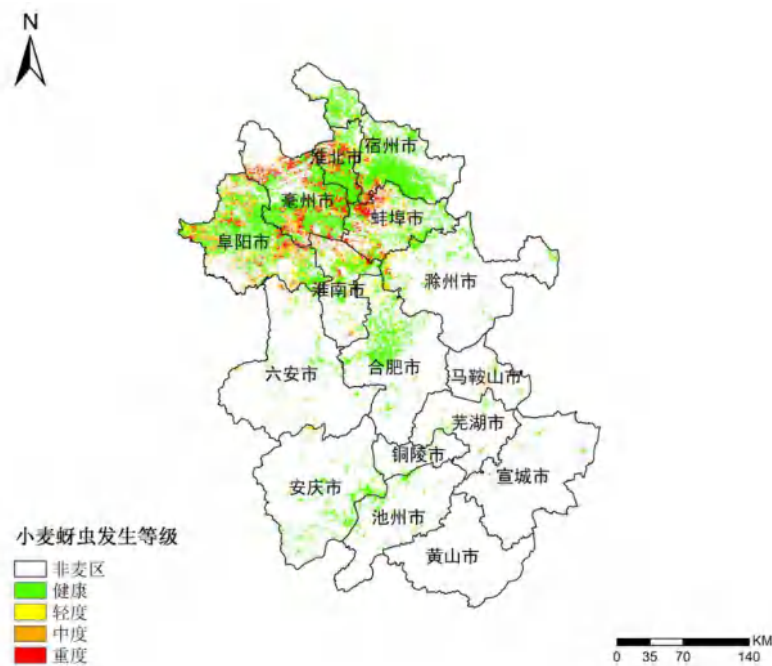 N
淮北市
宿州市
亳州市
蚌埠市
阜阳市
滁州市
淮南市
六安市
合肥市
马鞍山市
芜湖市
铜陵市
宣城市
安庆市
池州市
黄山市
小麦蚜虫发生等级
非麦区
健康
轻度
中度
重度
KM
0 35 70 140